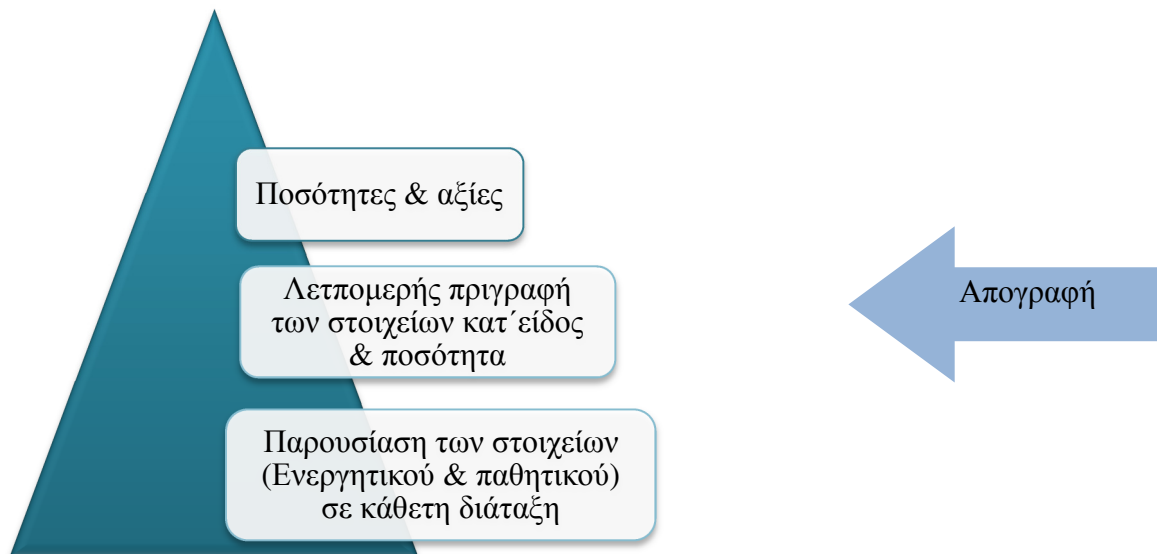 Ποσότητες & αξίες
Λετπομερής πριγραφή
των στοιχείων κατ΄είδος
& ποσότητα
Παρουσίαση των στοιχείων
(Ενεργητικού & παθητικού)
σε κάθετη διάταξη
Απογραφή